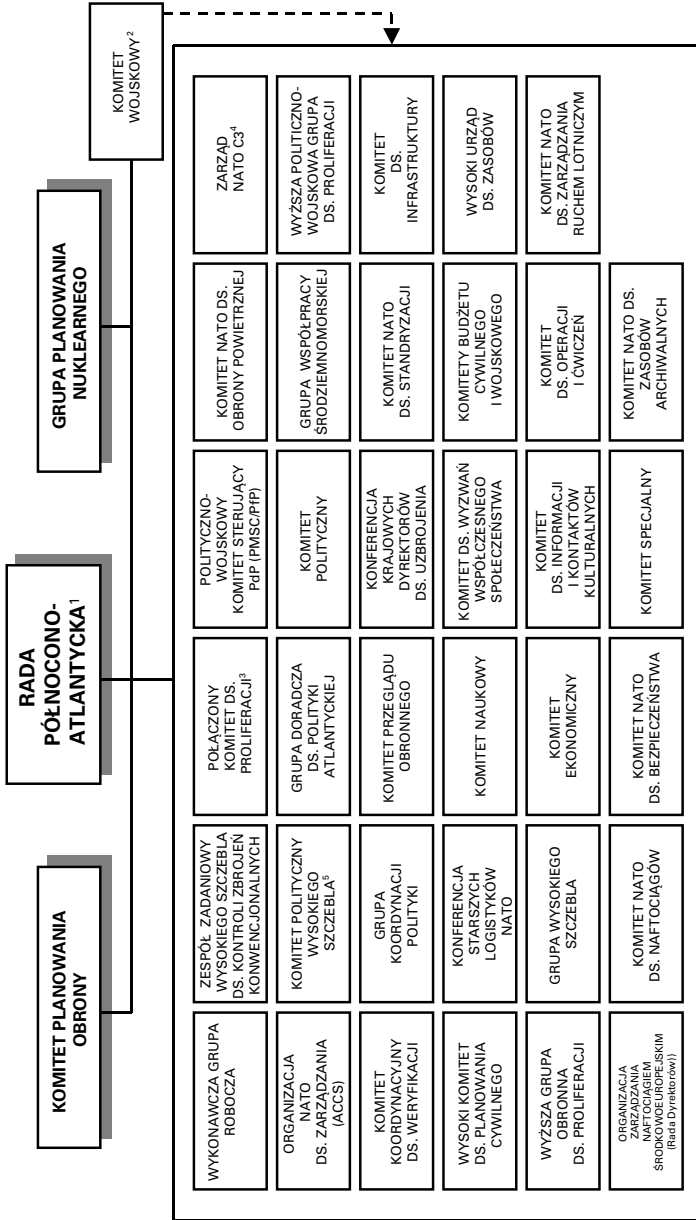 KOMITET PLANOWANIA
OBRONY
RADA
PÓŁNOCONO-
ATLANTYCKA¹
GRUPA PLANOWANIA
NUKLEARNEGO
KOMITET
WOJSKOWY²
WYKONAWCZA GRUPA
ROBOCZA
ZESPÓŁ ZADANIOWY
WYSOKIEGO SZCZEBLA
DS. KONTROLI ZBROJEŃ
KONWENCJONALNYCH
POŁĄCZONY
KOMITET DS.
PROLIFERACJI³
POLITYCZNO-
WOJSKOWY
KOMITET STERUJĄCY
PdP (PMSC/PfP)
KOMITET NATO DS.
OBRONY POWIETRZNEJ
ZARZĄD
NATO C3⁴
ORGANIZACJA
NATO
DS. ZARZĄDZANIA
(ACCS)
KOMITET POLITYCZNY
WYSOKIEGO
SZCZEBLA⁵
GRUPA DORADCZA
DS. POLITYKI
ATLANTYCKIEJ
KOMITET
POLITYCZNY
GRUPA WSPÓŁPRACY
ŚRODZIEMNOMORSKIEJ
WYŻSZA POLITYCZNO-
WOJSKOWA GRUPA
DS. PROLIFERACJI
KOMITET
KOORDYNACYJNY
DS. WERYFIKACJI
GRUPA
KOORDYNACJI
POLITYKI
KOMITET PRZEGLĄDU
OBRONNEGO
KONFERENCJA
KRAJOWYCH
DYREKTORÓW
DS. UZBROJENIA
KOMITET NATO
DS. STANDRYZACJI
KOMITET
DS.
INFRASTRUKTURY
WYSOKI KOMITET
DS. PLANOWANIA
CYWILNEGO
KONFERENCJA
STARSZYCH
LOGISTYKÓW
NATO
KOMITET NAUKOWY
KOMITET DS. WYZWAŃ
WSPÓŁCZESNEGO
SPOŁECZEŃSTWA
KOMITETY BUDŻETU
CYWILNEGO
I WOJSKOWEGO
WYSOKI URZĄD
DS. ZASOBÓW
WYŻSZA GRUPA
OBRONNA
DS. PROLIFERACJI
GRUPA WYSOKIEGO
SZCZEBLA
KOMITET
EKONOMICZNY
KOMITET
DS. INFORMACJI
I KONTAKTÓW
KULTURALNYCH
KOMITET
DS. OPERACJI
I ĆWICZEŃ
KOMITET NATO
DS. ZARZĄDZANIA
RUCHEM LOTNICZYM
ORGANIZACJA
ZARZĄDZANIA
NAFTOCIĄGIEM
ŚRODKOWOEUROPEJSKIM
(Rada Dyrektorów))
KOMITET NATO
DS. NAFTOCIĄGÓW
KOMITET NATO
DS. BEZPIECZEŃSTWA
KOMITET SPECJALNY
KOMITET NATO DS.
ZASOBÓW
ARCHIWALNYCH